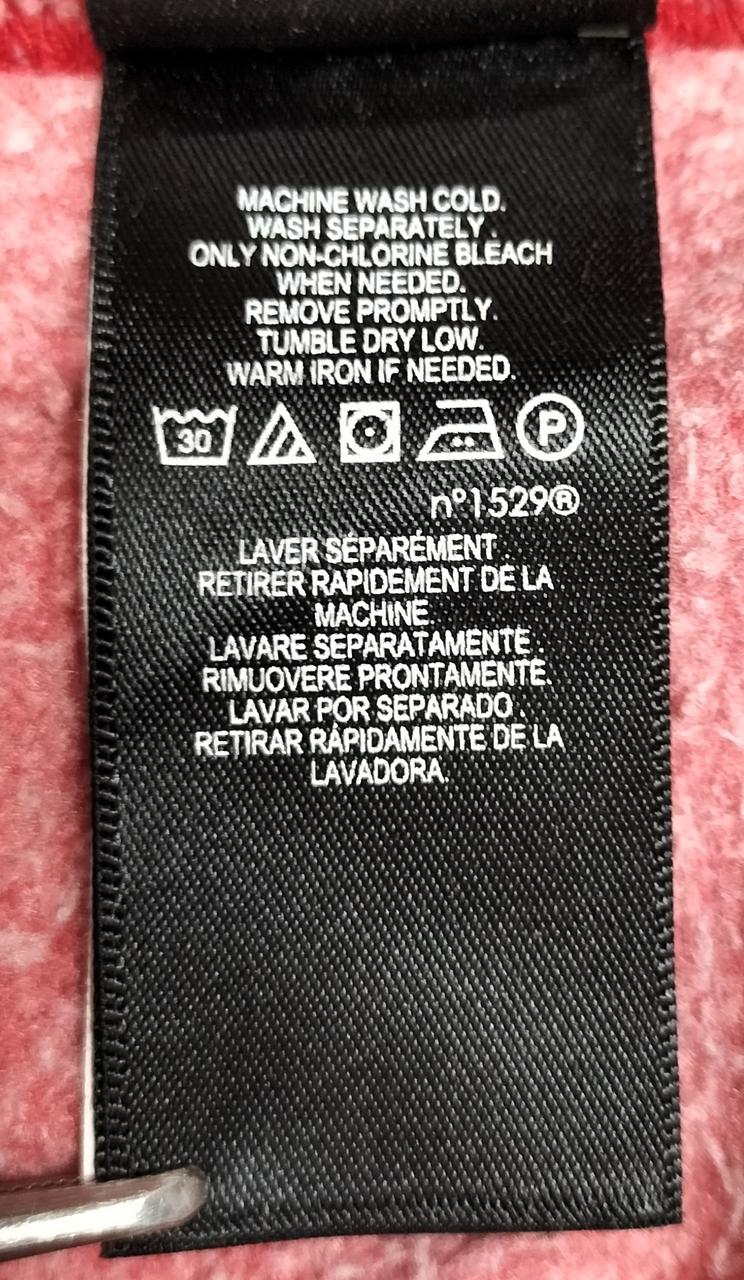 MACHINE WASH COLD.
WASH SEPARATELY .
ONLY NON-CHLORINE BLEACH
WHEN NEEDED.
REMOVE PROMPTLY.
TUMBLE DRY LOW.
WARM IRON IF NEEDED.
30 P
nº1529®
LAVER SÉPARÉMENT .
RETIRER RAPIDEMENT DE LA
MACHINE.
LAVARE SEPARATAMENTE .
RIMUOVERE PRONTAMENTE.
LAVAR POR SEPARADO .
RETIRAR RÁPIDAMENTE DE LA
LAVADORA.